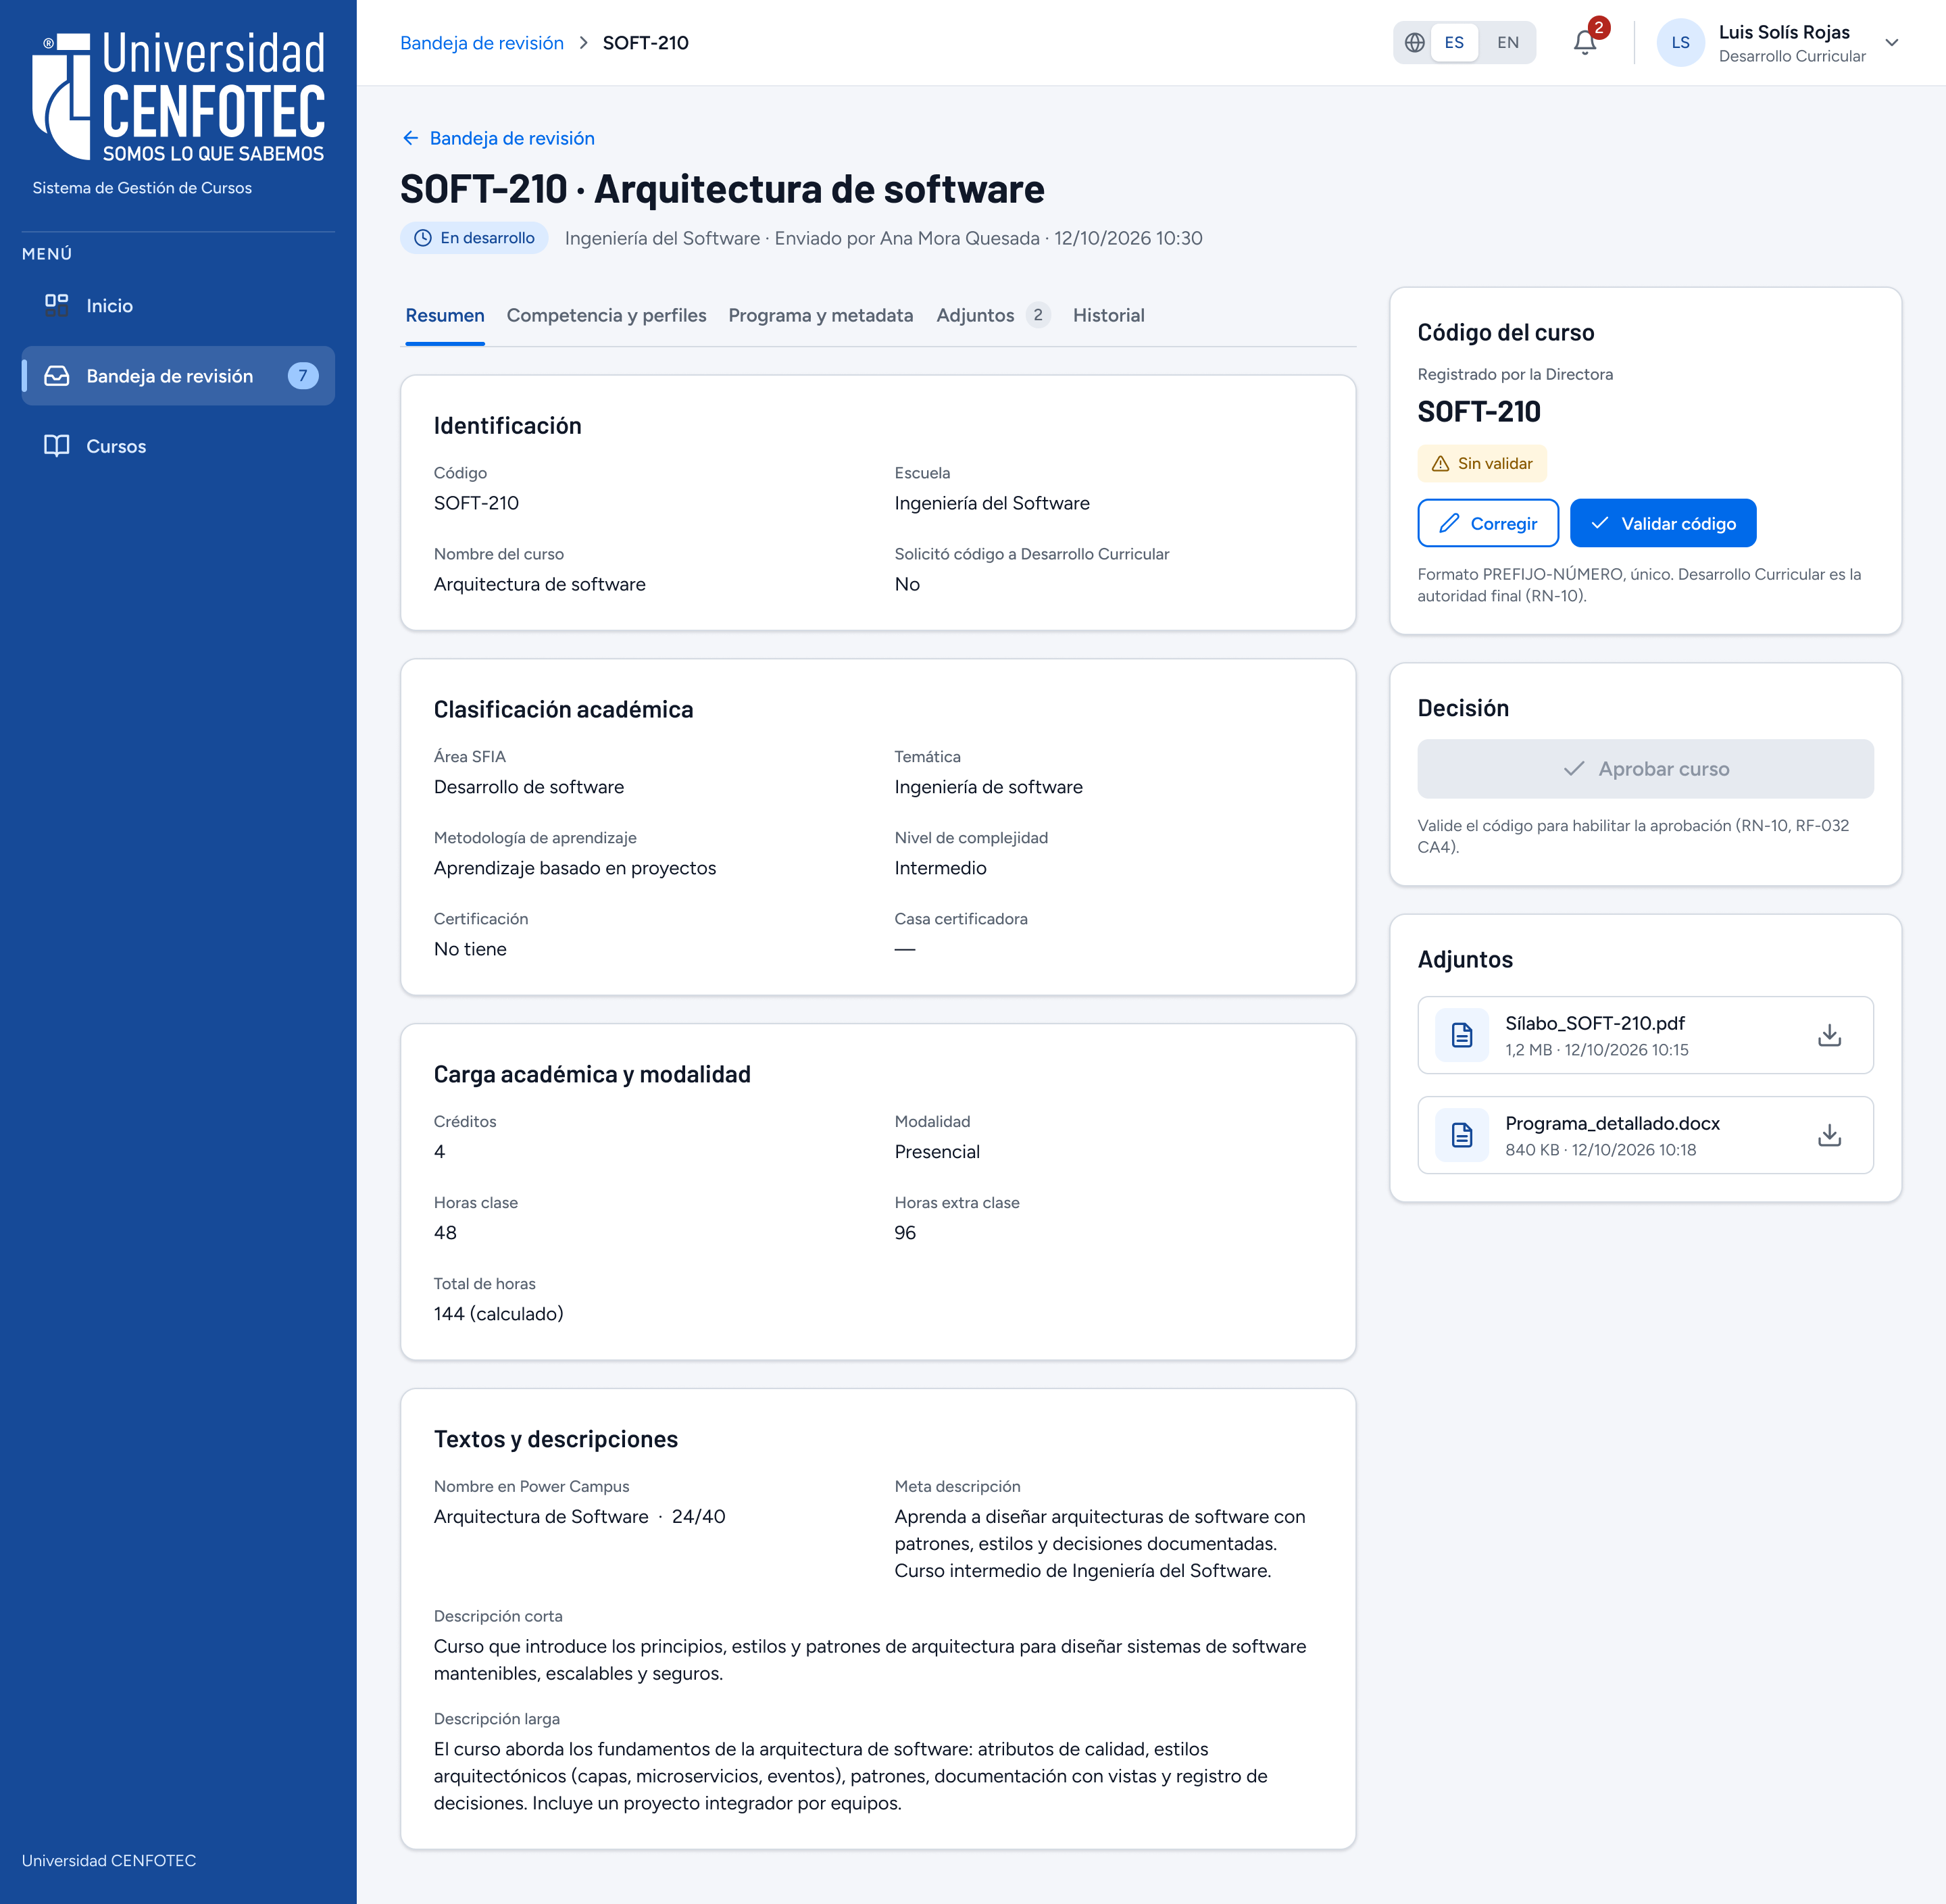 ® Universidad
CENFOTEC
SOMOS LO QUE SABEMOS
Sistema de Gestión de Cursos
MENÚ
Inicio
Bandeja de revisión 7
Cursos
Universidad CENFOTEC
Bandeja de revisión > SOFT-210
ES EN
2
LS
Luis Solís Rojas
Desarrollo Curricular
← Bandeja de revisión
SOFT-210 · Arquitectura de software
En desarrollo
Ingeniería del Software · Enviado por Ana Mora Quesada · 12/10/2026 10:30
Resumen Competencia y perfiles Programa y metadata Adjuntos 2 Historial
Identificación
Código
SOFT-210
Escuela
Ingeniería del Software
Nombre del curso
Arquitectura de software
Solicitó código a Desarrollo Curricular
No
Clasificación académica
Área SFIA
Desarrollo de software
Temática
Ingeniería de software
Metodología de aprendizaje
Aprendizaje basado en proyectos
Nivel de complejidad
Intermedio
Certificación
No tiene
Casa certificadora
—
Carga académica y modalidad
Créditos
4
Modalidad
Presencial
Horas clase
48
Horas extra clase
96
Total de horas
144 (calculado)
Textos y descripciones
Nombre en Power Campus
Arquitectura de Software · 24/40
Meta descripción
Aprenda a diseñar arquitecturas de software con
patrones, estilos y decisiones documentadas.
Curso intermedio de Ingeniería del Software.
Descripción corta
Curso que introduce los principios, estilos y patrones de arquitectura para diseñar sistemas de software
mantenibles, escalables y seguros.
Descripción larga
El curso aborda los fundamentos de la arquitectura de software: atributos de calidad, estilos
arquitectónicos (capas, microservicios, eventos), patrones, documentación con vistas y registro de
decisiones. Incluye un proyecto integrador por equipos.
Código del curso
Registrado por la Directora
SOFT-210
Sin validar
Corregir
Validar código
Formato PREFIJO-NÚMERO, único. Desarrollo Curricular es la
autoridad final (RN-10).
Decisión
Aprobar curso
Valide el código para habilitar la aprobación (RN-10, RF-032
CA4).
Adjuntos
Sílabo_SOFT-210.pdf
1,2 MB · 12/10/2026 10:15
Programa_detallado.docx
840 KB · 12/10/2026 10:18